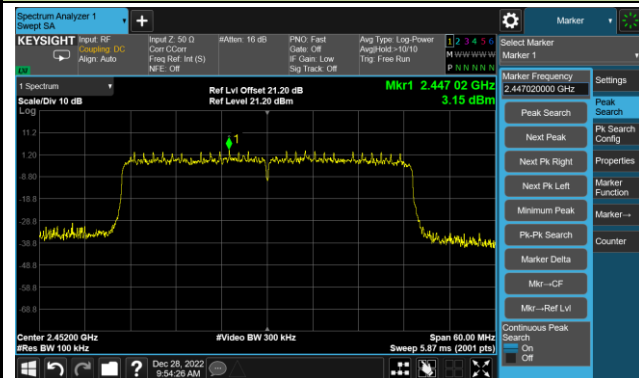 Spectrum Analyzer 1
Swept SA
Marker
KEYSIGHT
Input: RF
Coupling: DC
Align: Auto
Input Z: 50 Ω
Corr CCorr
Freq Ref: Int (S)
NFE: Off
#Atten: 16 dB
PNO: Fast
Gate: Off
IF Gain: Low
Sig Track: Off
Avg Type: Log-Power
Avg|Hold:>10/10
Trig: Free Run
1 2 3 4 5 6
M W W W W W
P N N N N N
Select Marker
Marker 1
1 Spectrum
Scale/Div 10 dB
Log
Ref Lvl Offset 21.20 dB
Ref Level 21.20 dBm
Mkr1 2.447 02 GHz
3.15 dBm
11.2
1.20
-8.80
-18.8
-28.8
-38.8
-48.8
-58.8
-68.8
1
Center 2.45200 GHz
#Res BW 100 kHz
#Video BW 300 kHz
Span 60.00 MHz
Sweep 5.87 ms (2001 pts)
Marker Frequency
2.447020000 GHz
Peak Search
Next Peak
Next Pk Right
Next Pk Left
Minimum Peak
Pk-Pk Search
Marker Delta
Mkr→CF
Mkr→Ref Lvl
Continuous Peak
Search
On
Off
Settings
Peak
Search
Pk Search
Config
Properties
Marker
Function
Marker→
Counter
Dec 28, 2022
9:54:26 AM